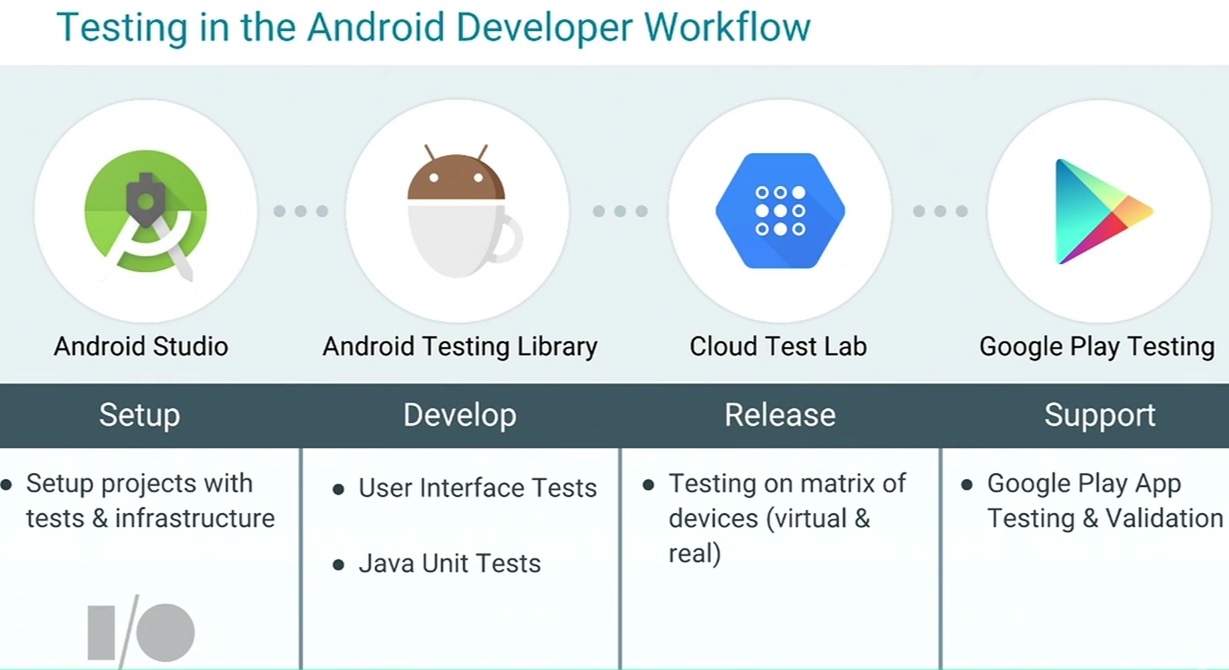 Testing in the Android Developer Workflow
Android Studio
Android Testing Library
Cloud Test Lab
Google Play Testing
Setup
Develop
Release
Support
• Setup projects with
tests & infrastructure
• User Interface Tests
• Java Unit Tests
• Testing on matrix of
devices (virtual &
real)
• Google Play App
Testing & Validation
I/O